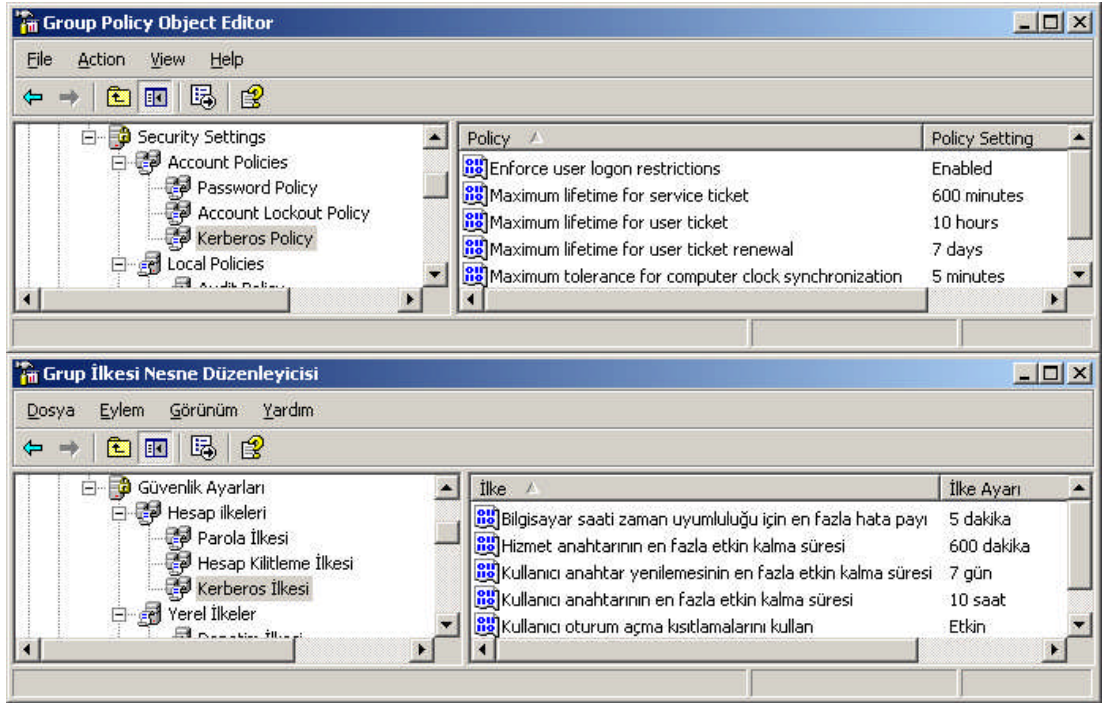 Group Policy Object Editor
File Action View Help
Security Settings
Account Policies
Password Policy
Account Lockout Policy
Kerberos Policy
Local Policies
Audit Policy
Policy Policy Setting
Enforce user logon restrictions Enabled
Maximum lifetime for service ticket 600 minutes
Maximum lifetime for user ticket 10 hours
Maximum lifetime for user ticket renewal 7 days
Maximum tolerance for computer clock synchronization 5 minutes
Grup İlkesi Nesne Düzenleyicisi
Dosya Eylem Görünüm Yardım
Güvenlik Ayarları
Hesap ilkeleri
Parola İlkesi
Hesap Kilitleme İlkesi
Kerberos İlkesi
Yerel İlkeler
Denetim İlkesi
İlke İlke Ayarı
Bilgisayar saati zaman uyumluluğu için en fazla hata payı 5 dakika
Hizmet anahtarının en fazla etkin kalma süresi 600 dakika
Kullanıcı anahtar yenilemesinin en fazla etkin kalma süresi 7 gün
Kullanıcı anahtarının en fazla etkin kalma süresi 10 saat
Kullanıcı oturum açma kısıtlamalarını kullan Etkin